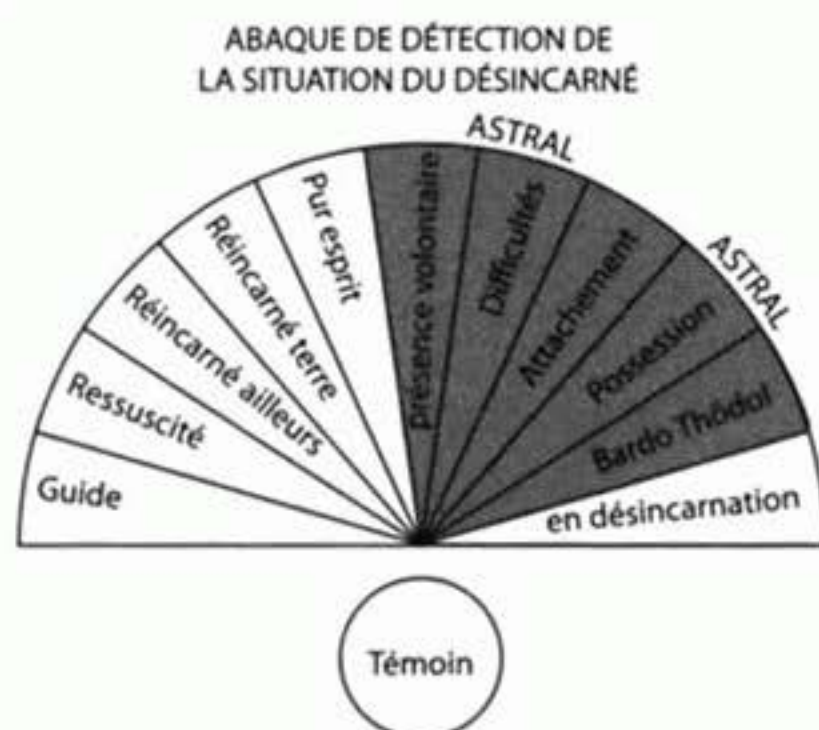 ABAQUE DE DÉTECTION DE
LA SITUATION DU DÉSINCARNÉ
ASTRAL
ASTRAL
Guide
Ressuscité
Réincarné ailleurs
Réincarné terre
Pur esprit
présence volontaire
Difficultés
Attachement
Possession
Bardo Thödol
en désincarnation
Témoin